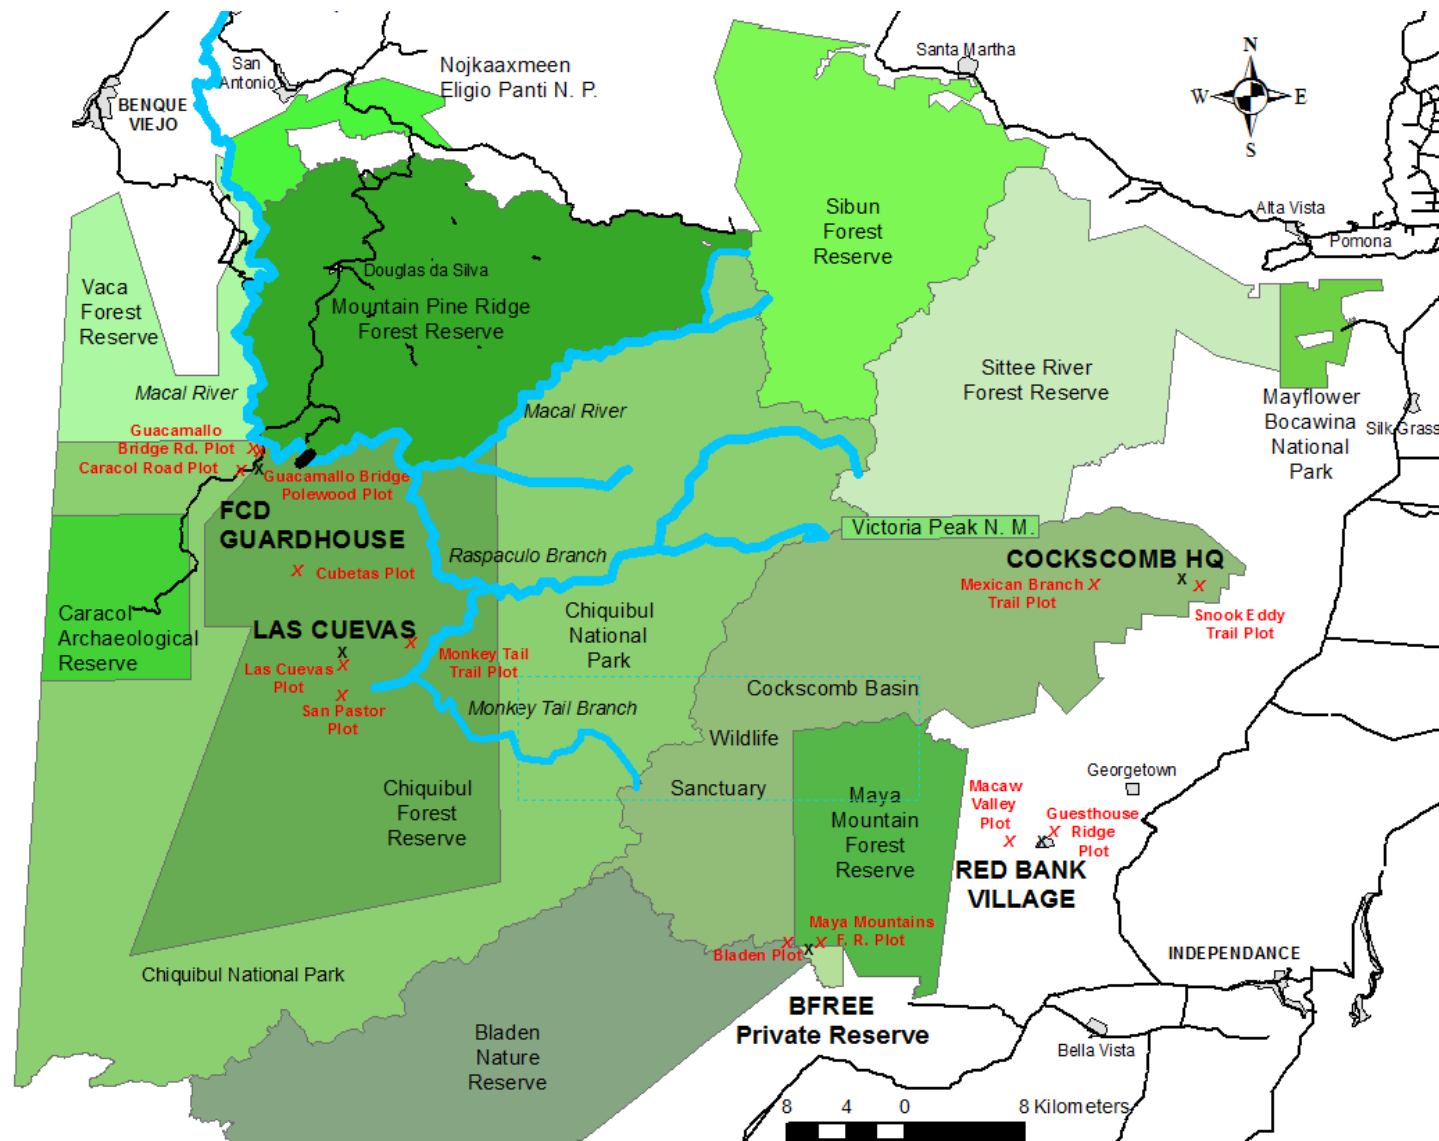 San
Antonio
Nojkaaxmeen
Eligio Panti N. P.
BENQUE
VIEJO
Santa Martha
N
W
E
S
Alta Vista
Pomona
Sibun
Forest
Reserve
Vaca
Forest
Reserve
Douglas da Silva
Mountain Pine Ridge
Forest Reserve
Sittee River
Forest Reserve
Mayflower
Bocawina
National
Park
Silk Grass
Macal River
Macal River
Guacamallo
Bridge Rd. Plot
Caracol Road Plot
Guacamallo Bridge
Polewood Plot
FCD
GUARDHOUSE
Cubetas Plot
Raspaculo Branch
Victoria Peak N. M.
COCKSCOMB HQ
Mexican Branch
Trail Plot
Snook Eddy
Trail Plot
Caracol
Archaeological
Reserve
LAS CUEVAS
Las Cuevas
Plot
San Pastor
Plot
Monkey Tail
Trail Plot
Chiquibul
National
Park
Monkey Tail Branch
Cockscomb Basin
Wildlife
Sanctuary
Chiquibul
Forest
Reserve
Maya
Mountain
Forest
Reserve
Georgetown
Macaw
Valley
Plot
Guesthouse
Ridge
Plot
RED BANK
VILLAGE
Maya Mountains
F. R. Plot
Bladen Plot
BFREE
Private Reserve
INDEPENDANCE
Bella Vista
Chiquibul National Park
Bladen
Nature
Reserve
8 4 0 8 Kilometers